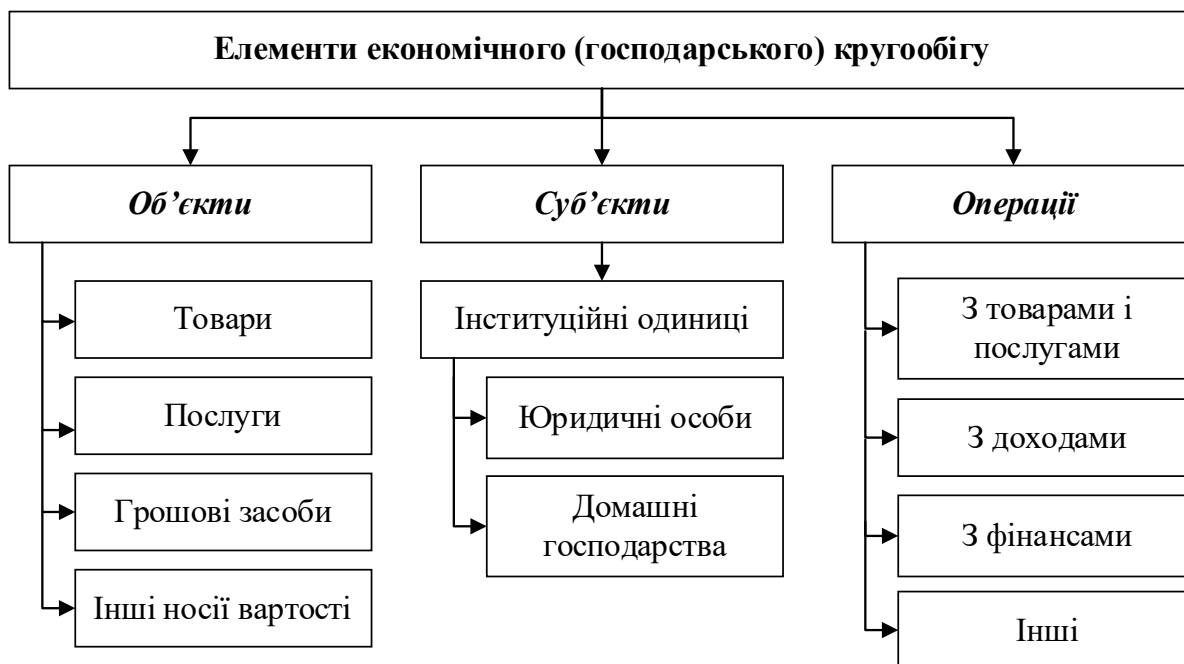 Елементи економічного (господарського) кругообігу
Об’єкти
Товари
Послуги
Грошові засоби
Інші носії вартості
Суб’єкти
Інституційні одиниці
Юридичні особи
Домашні
господарства
Операції
З товарами і
послугами
З доходами
З фінансами
Інші